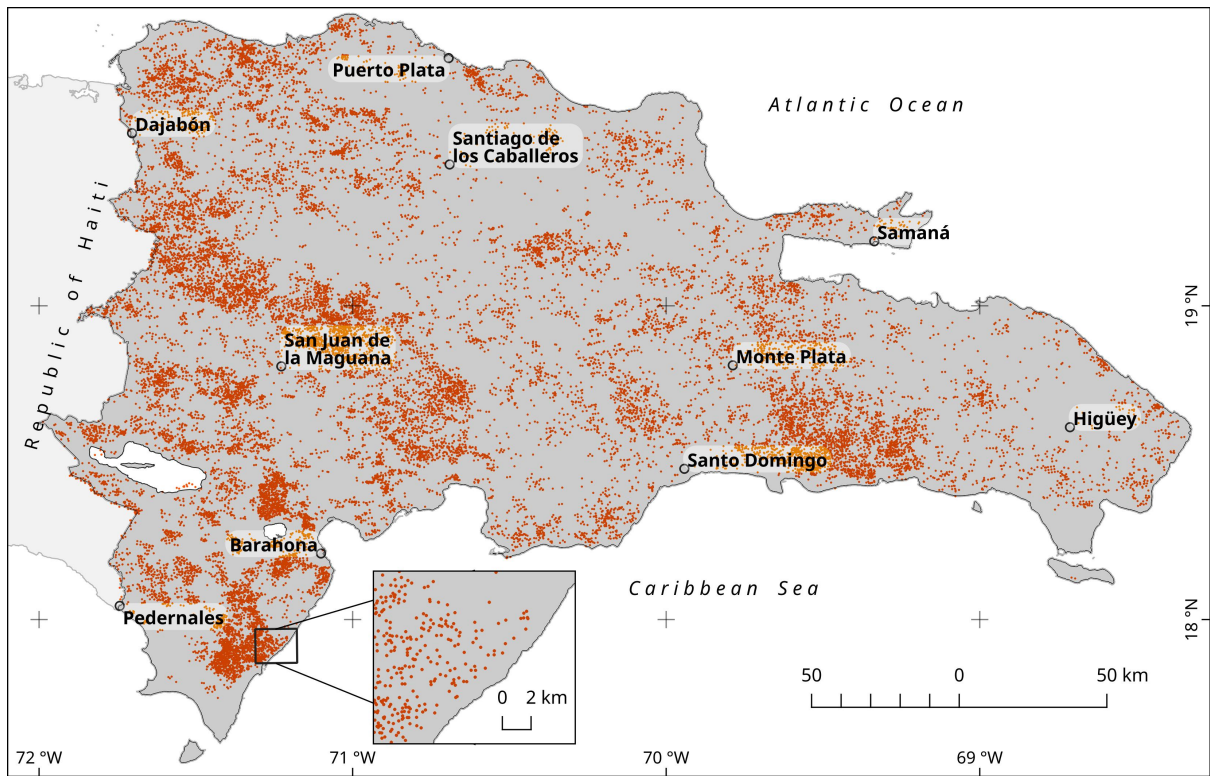 Puerto Plata
Atlantic Ocean
Dajabón
Santiago de
los Caballeros
Republic of Haiti
Samaná
19 °N
San Juan de
la Maguana
Monte Plata
Higüey
Santo Domingo
Barahona
Caribbean Sea
Pedernales
18 °N
50 0 50 km
0 2 km
72 °W 71 °W 70 °W 69 °W